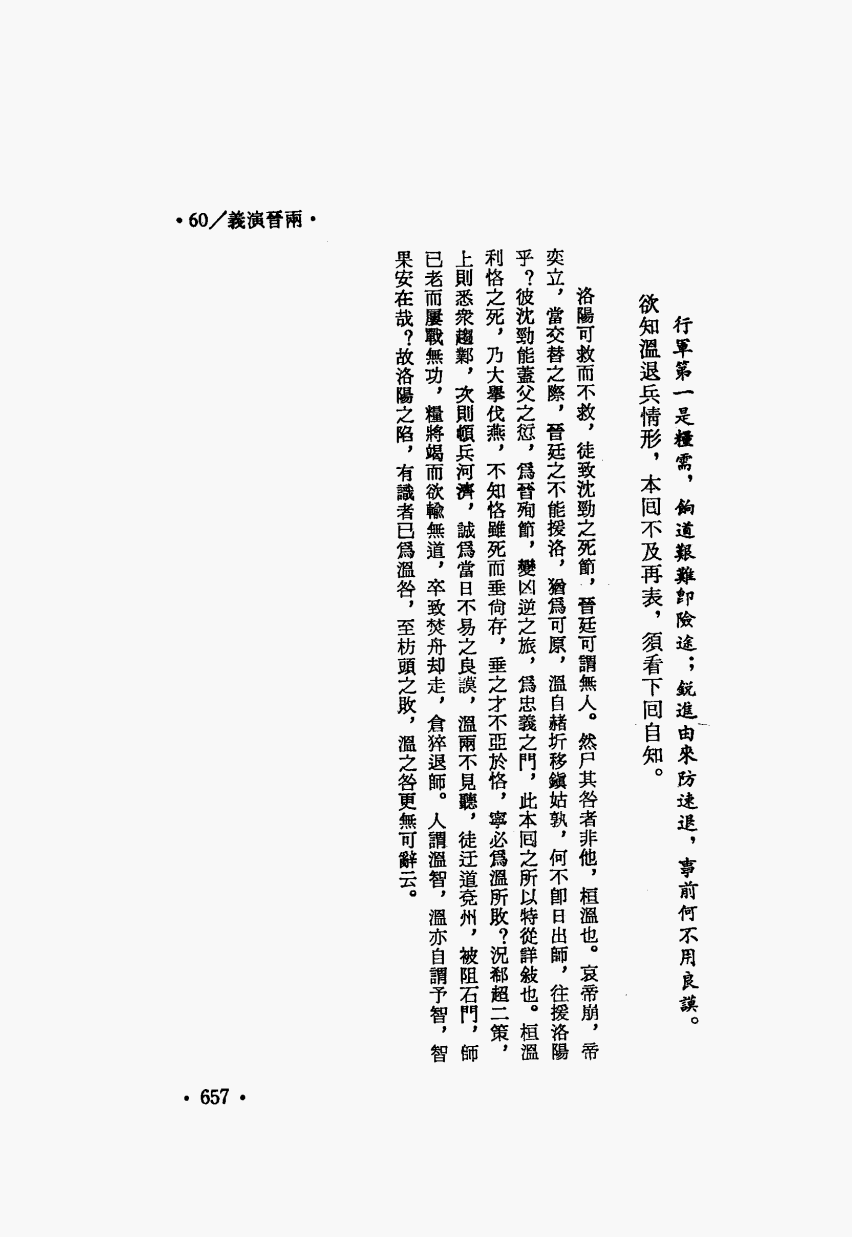 •60／義演晉兩•
行軍第一是糧需，餉道艱難卽險途；銳進由來防速退，事前何不用良謨。
欲知溫退兵情形，本回不及再表，須看下回自知。
洛陽可救而不救，徒致沈勁之死節，晉廷可謂無人。然尸其咎者非他，桓溫也。哀帝崩，帝
奕立，當交替之際，晉廷之不能援洛，猶爲可原，溫自赭圻移鎭姑孰，何不卽日出師，往援洛陽
乎？彼沈勁能蓋父之愆，爲晉殉節，變凶逆之旅，爲忠義之門，此本回之所以特從詳敍也。桓溫
利恪之死，乃大舉伐燕，不知恪雖死而垂尙存，垂之才不亞於恪，寧必爲溫所敗？況郗超二策，
上則悉衆趨鄴，次則頓兵河濟，誠爲當日不易之良謨，溫兩不見聽，徒迂道兗州，被阻石門，師
已老而屢戰無功，糧將竭而欲輸無道，卒致焚舟却走，倉猝退師。人謂溫智，溫亦自謂予智，智
果安在哉？故洛陽之陷，有識者已爲溫咎，至枋頭之敗，溫之咎更無可辭云。
• 657 •